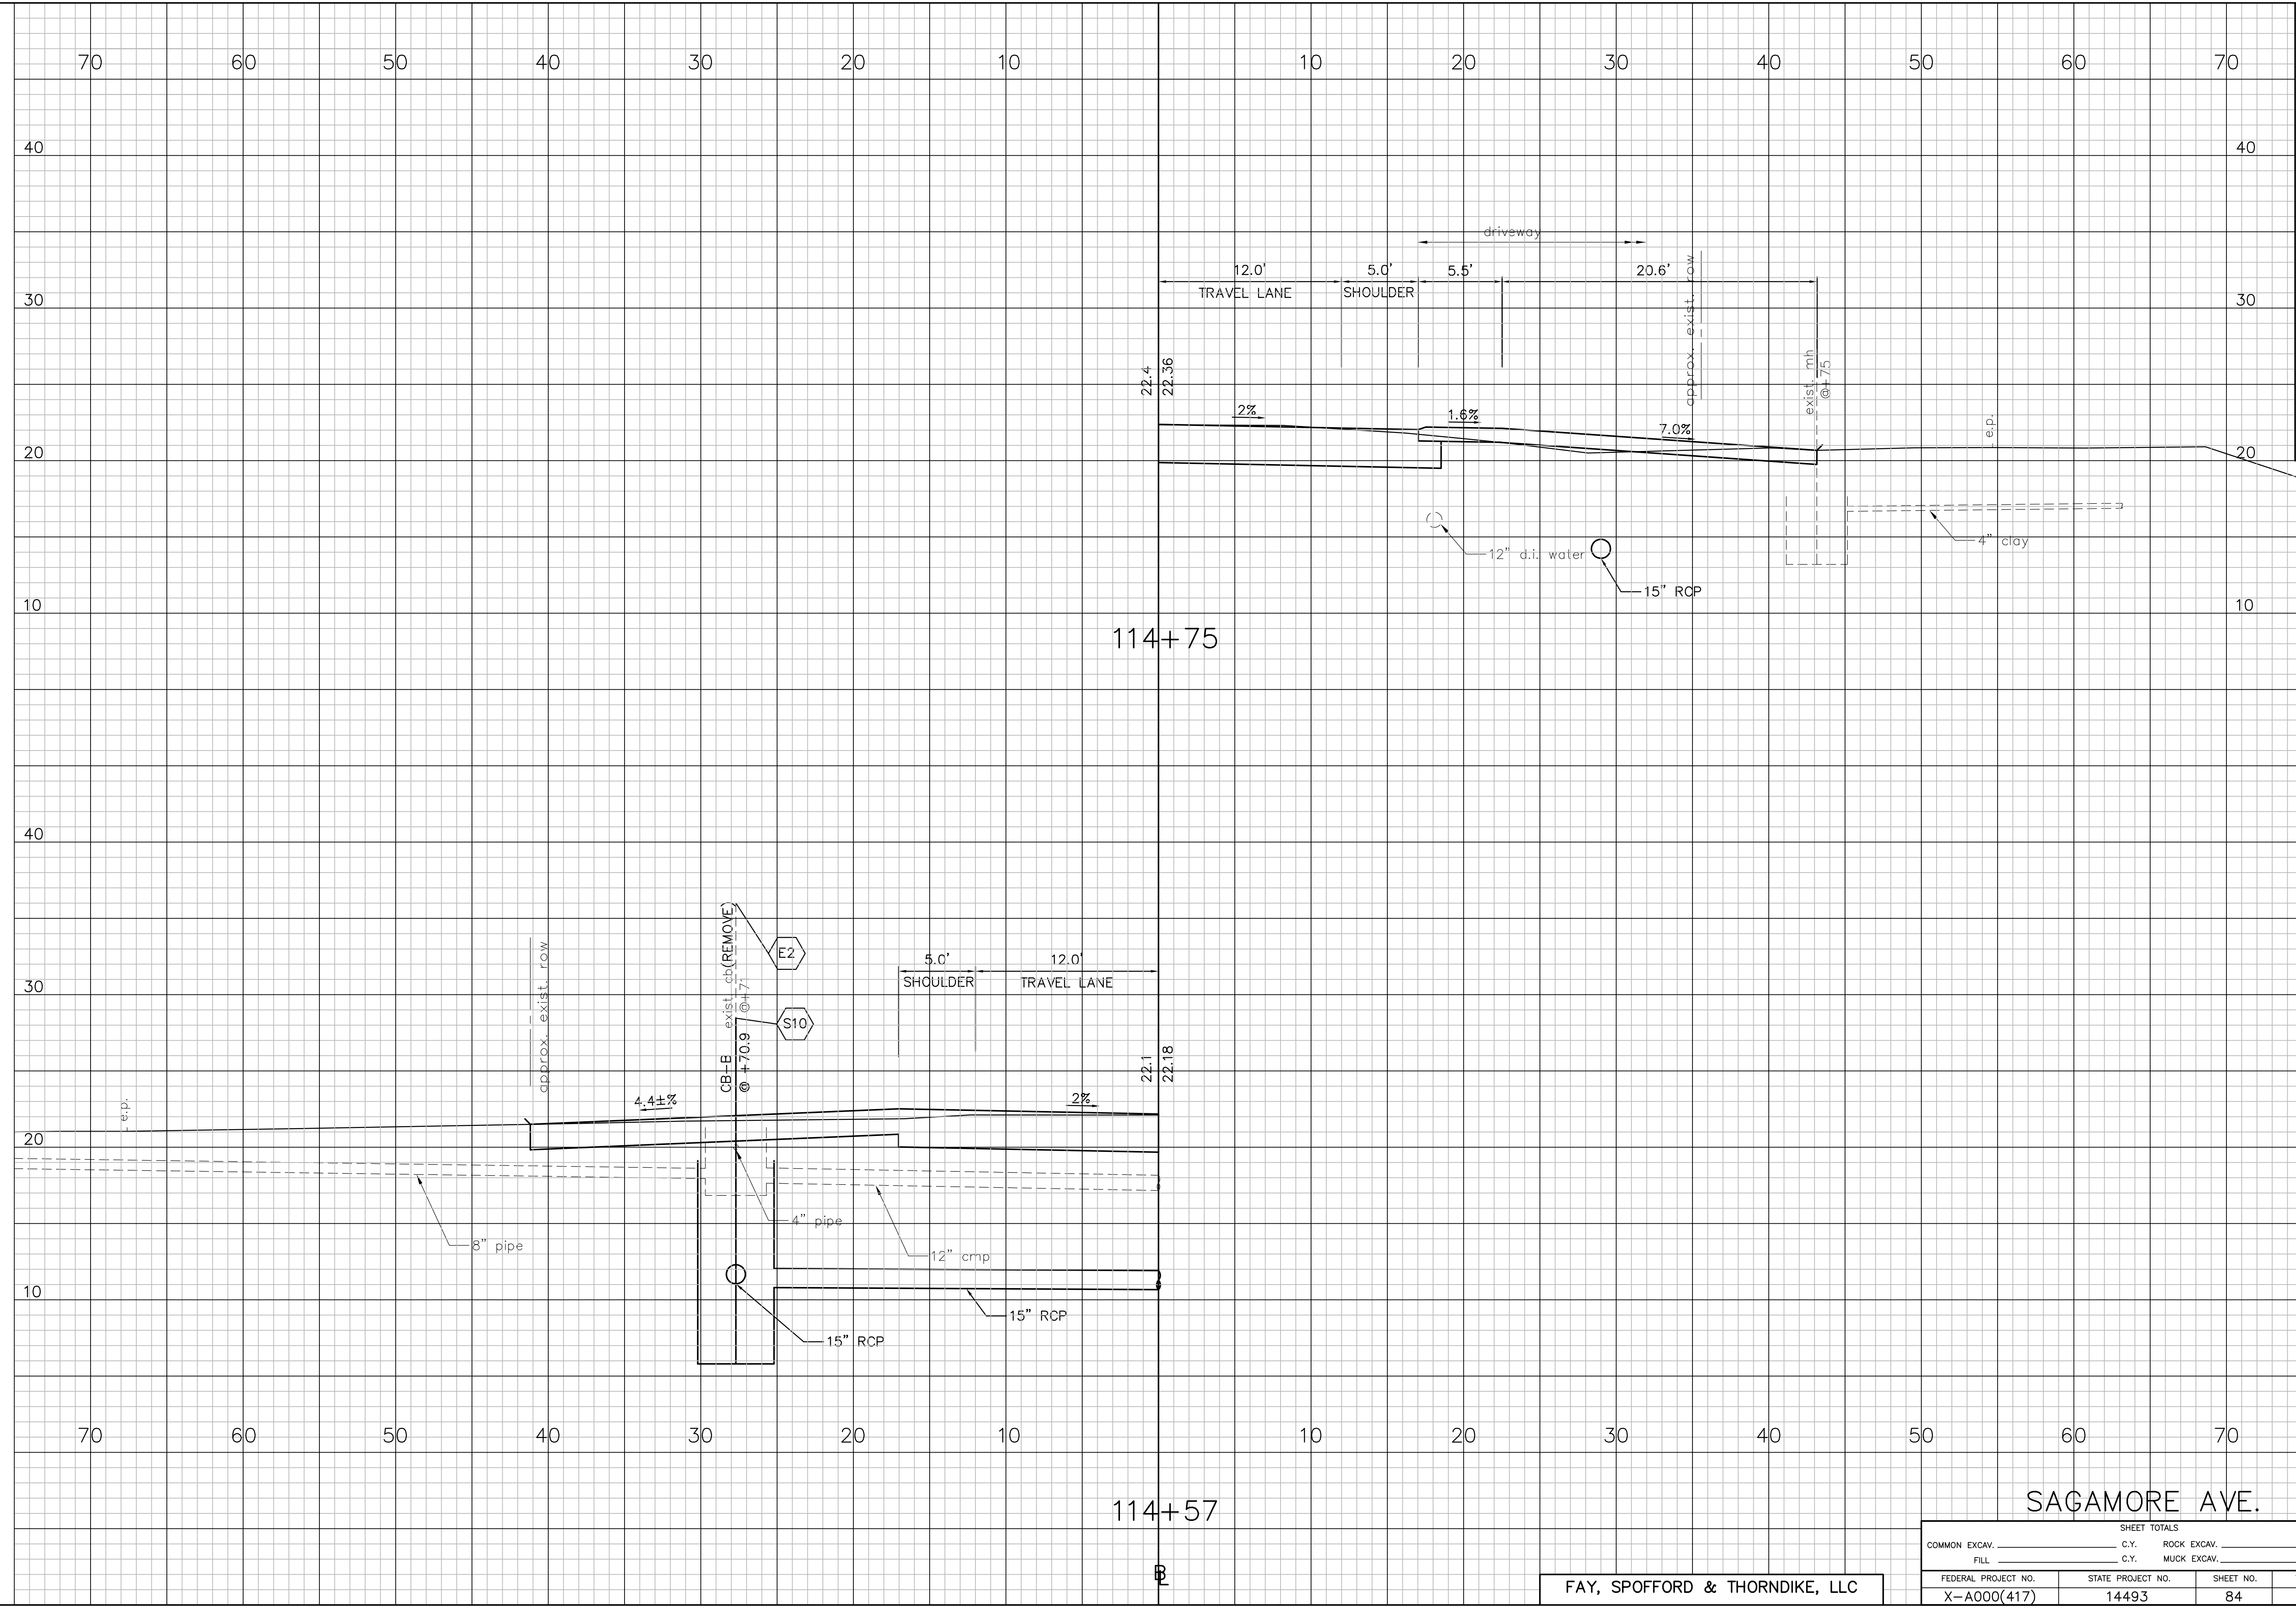 70 60 50 40 30 20 10 10 20 30 40 50 60 70
40 40
driveway
12.0' 5.0' 5.5' 20.6'
TRAVEL LANE SHOULDER
approx. exist. row
30 30
22.4
22.36
exist. mh
@+75
2% 1.6% 7.0%
e.p.
20 20
12" d.i. water
4" clay
15" RCP
10 10
114+75
40
exist. cb(REMOVE)
E2
approx. exist. row
5.0' 12.0'
SHOULDER TRAVEL LANE
30
S10
CB-B
@ +70.9
22.1
22.18
4.4±% 2%
e.p.
20
4" pipe
8" pipe
12" cmp
10
15" RCP
15" RCP
70 60 50 40 30 20 10 10 20 30 40 50 60 70
114+57
SAGAMORE AVE.
SHEET TOTALS
COMMON EXCAV. C.Y. ROCK EXCAV.
FILL C.Y. MUCK EXCAV.
FAY, SPOFFORD & THORNDIKE, LLC
FEDERAL PROJECT NO. STATE PROJECT NO. SHEET NO.
X-A000(417) 14493 84